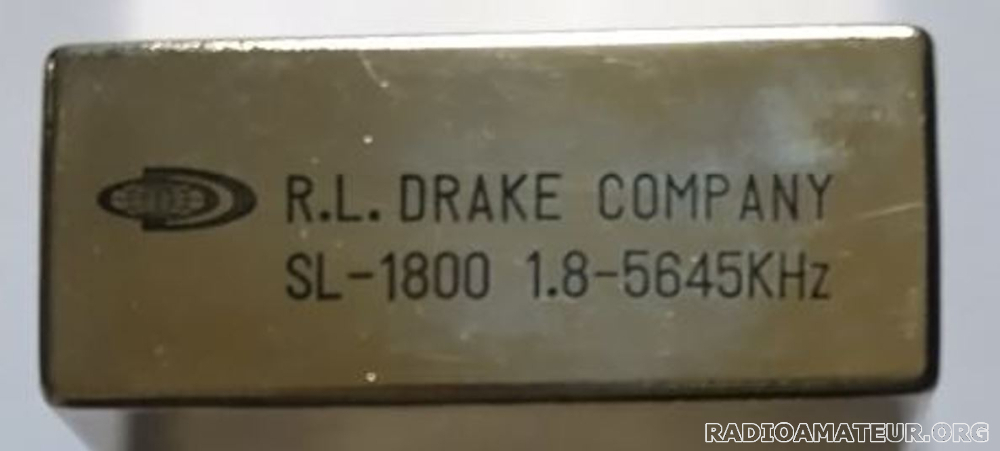 R.L. DRAKE COMPANY
SL-1800 1.8-5645KHz
RADIOAMATEUR.ORG